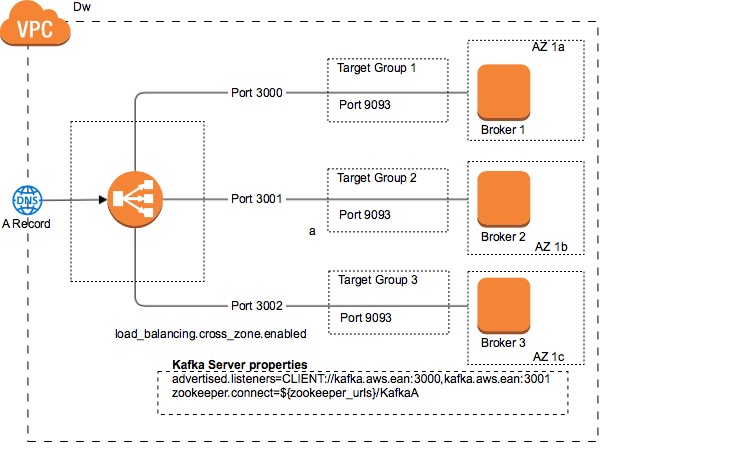 Dw
VPC
AZ 1a
Target Group 1
Port 3000
Port 9093
Broker 1
Target Group 2
DNS
Port 3001
Port 9093
A Record
a
Broker 2
AZ 1b
Target Group 3
Port 3002
Port 9093
load_balancing.cross_zone.enabled
Broker 3
AZ 1c
Kafka Server properties
advertised.listeners=CLIENT://kafka.aws.ean:3000,kafka.aws.ean:3001
zookeeper.connect=${zookeeper_urls}/KafkaA